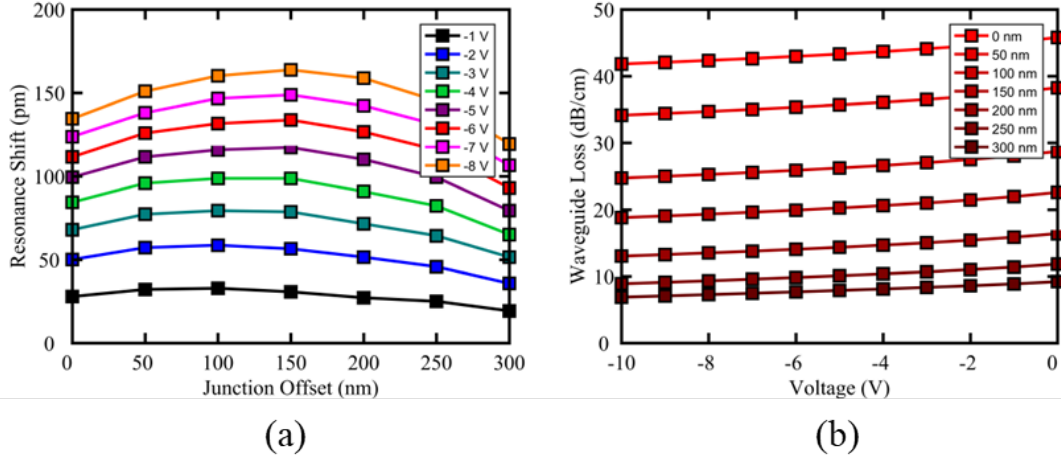 200
150
100
50
0
Resonance Shift (pm)
-1 V
-2 V
-3 V
-4 V
-5 V
-6 V
-7 V
-8 V
0 50 100 150 200 250 300
Junction Offset (nm)
(a)
50
40
30
20
10
0
Waveguide Loss (dB/cm)
0 nm
50 nm
100 nm
150 nm
200 nm
250 nm
300 nm
-10 -8 -6 -4 -2 0
Voltage (V)
(b)